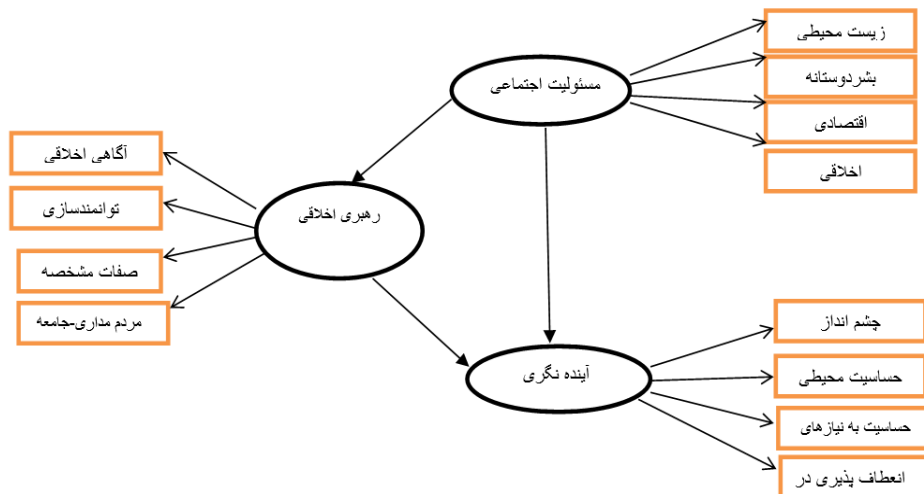 زیست محیطی
بشردوستانه
اقتصادی
اخلاقی
مسئولیت اجتماعی
رهبری اخلاقی
آگاهی اخلاقی
توانمندسازی
صفات مشخصه
مردم مداری-جامعه
آینده نگری
چشم انداز
حساسیت محیطی
حساسیت به نیازهای
انعطاف پذیری در